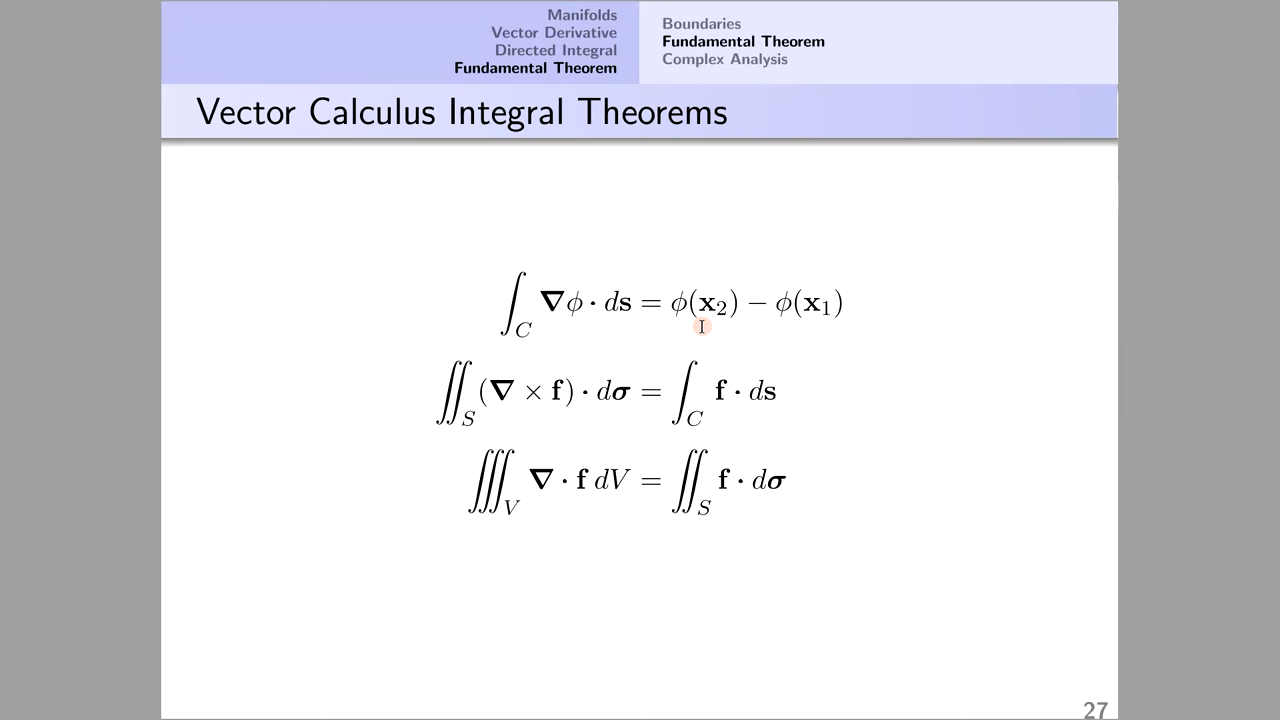 Manifolds
Vector Derivative
Directed Integral
Fundamental Theorem
Boundaries
Fundamental Theorem
Complex Analysis
Vector Calculus Integral Theorems
∫_C ∇ϕ · ds = ϕ(x₂) − ϕ(x₁)
∬_S (∇ × f) · dσ = ∫_C f · ds
∭_V ∇ · f dV = ∬_S f · dσ
27